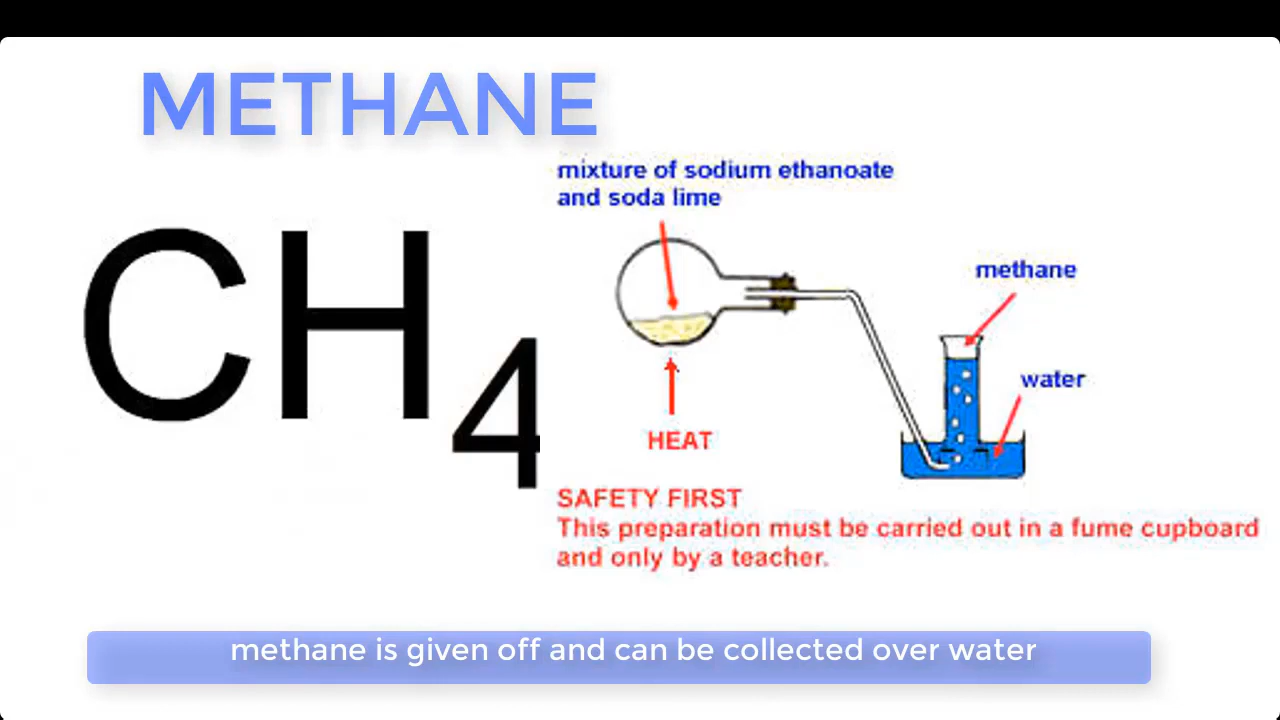 METHANE
CH4
mixture of sodium ethanoate
and soda lime
methane
water
HEAT
SAFETY FIRST
This preparation must be carried out in a fume cupboard
and only by a teacher.
methane is given off and can be collected over water